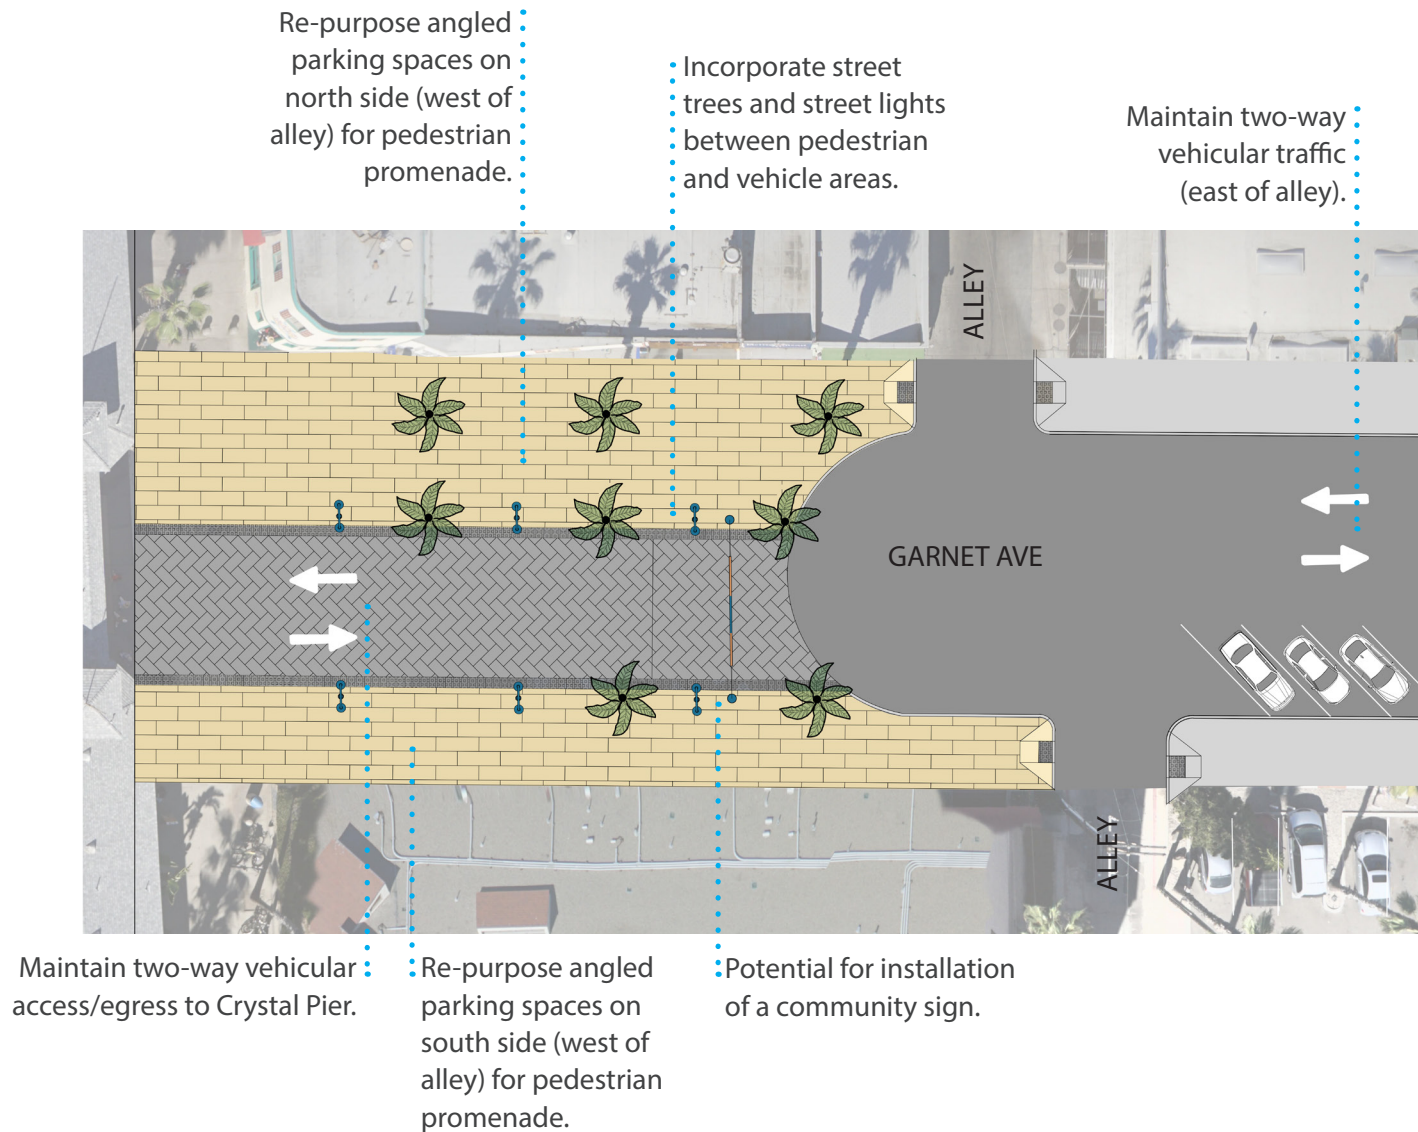 Re-purpose angled
parking spaces on
north side (west of
alley) for pedestrian
promenade.
Incorporate street
trees and street lights
between pedestrian
and vehicle areas.
Maintain two-way
vehicular traffic
(east of alley).
ALLEY
GARNET AVE
ALLEY
Maintain two-way vehicular
access/egress to Crystal Pier.
Re-purpose angled
parking spaces on
south side (west of
alley) for pedestrian
promenade.
Potential for installation
of a community sign.